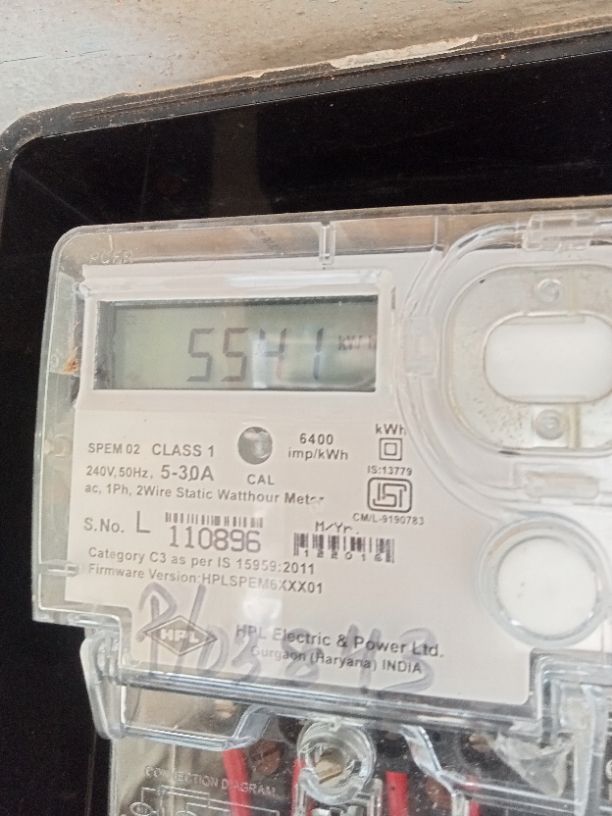 5541
SPEM 02 CLASS 1
6400
imp/kWh
kWh
240V, 50Hz, 5-30A
CAL
IS:13779
ac, 1Ph, 2Wire Static Watthour Meter
CM/L-9190783
S.No. L 110896
M/Yr.
122016
Category C3 as per IS 15959:2011
Firmware Version:HPLSPEM6XXX01
HPL
HPL Electric & Power Ltd.
Gurgaon (Haryana) INDIA
CONNECTION DIAGRAM